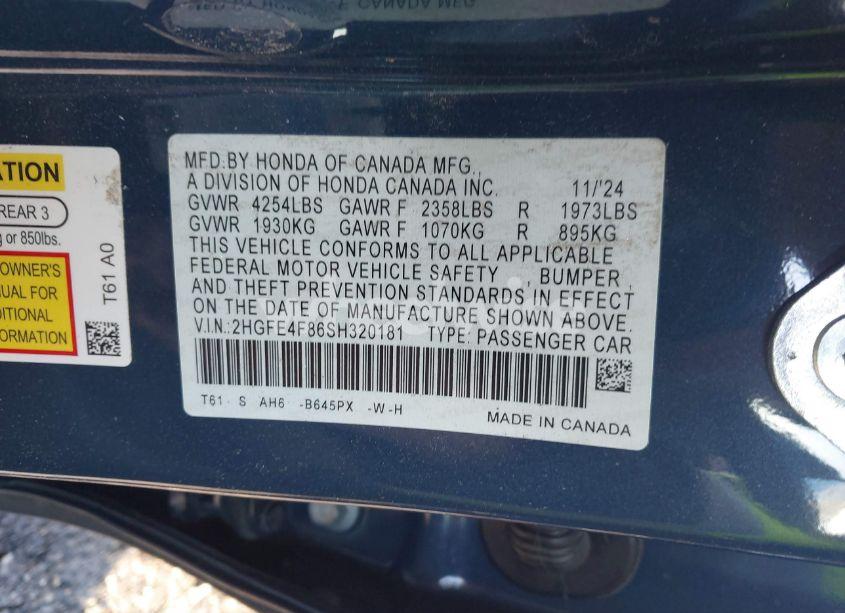 MFD.BY HONDA OF CANADA MFG.,
A DIVISION OF HONDA CANADA INC. 11/'24
GVWR 4254LBS GAWR F 2358LBS R 1973LBS
GVWR 1930KG GAWR F 1070KG R 895KG
THIS VEHICLE CONFORMS TO ALL APPLICABLE
FEDERAL MOTOR VEHICLE SAFETY , BUMPER ,
AND THEFT PREVENTION STANDARDS IN EFFECT
ON THE DATE OF MANUFACTURE SHOWN ABOVE.
V.I.N.:2HGFE4F86SH320181 TYPE: PASSENGER CAR
T61 S AH6 -B645PX -W-H
MADE IN CANADA
ATION
REAR 3
g or 850lbs.
OWNER'S
UAL FOR
DITIONAL
FORMATION
T61 A0